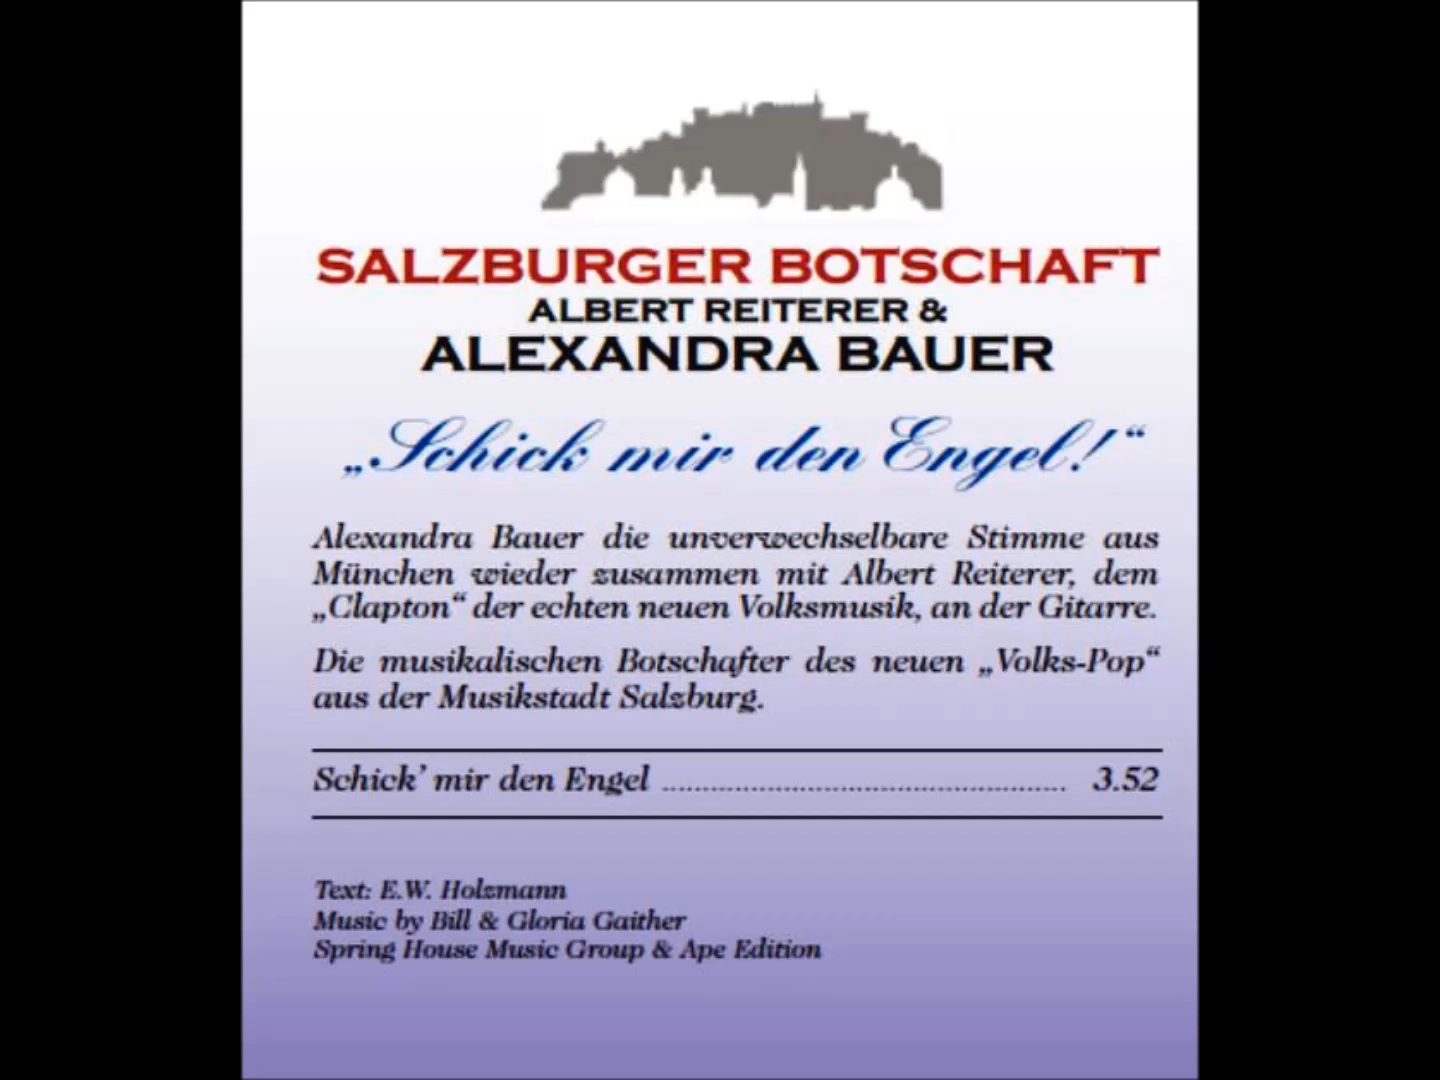 SALZBURGER BOTSCHAFT
ALBERT REITERER &
ALEXANDRA BAUER
„Schick mir den Engel!“
Alexandra Bauer die unverwechselbare Stimme aus
München wieder zusammen mit Albert Reiterer, dem
„Clapton“ der echten neuen Volksmusik, an der Gitarre.
Die musikalischen Botschafter des neuen „Volks-Pop“
aus der Musikstadt Salzburg.
Schick’ mir den Engel ................................................ 3.52
Text: E.W. Holzmann
Music by Bill & Gloria Gaither
Spring House Music Group & Ape Edition